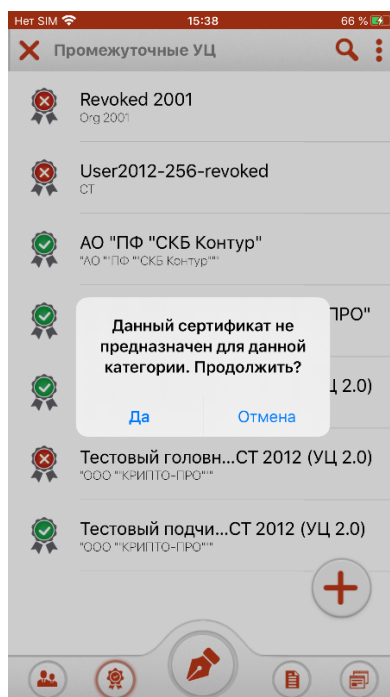 Нет SIM 15:38 66 %
Промежуточные УЦ
Revoked 2001
Org 2001
User2012-256-revoked
CT
АО "ПФ "СКБ Контур"
"АО ""ПФ ""СКБ Контур"""
ПРО"
Данный сертификат не
предназначен для данной
категории. Продолжить?
Ц 2.0)
Да Отмена
Тестовый головн...СТ 2012 (УЦ 2.0)
"ООО ""КРИПТО-ПРО"""
Тестовый подчи...СТ 2012 (УЦ 2.0)
"ООО ""КРИПТО-ПРО"""